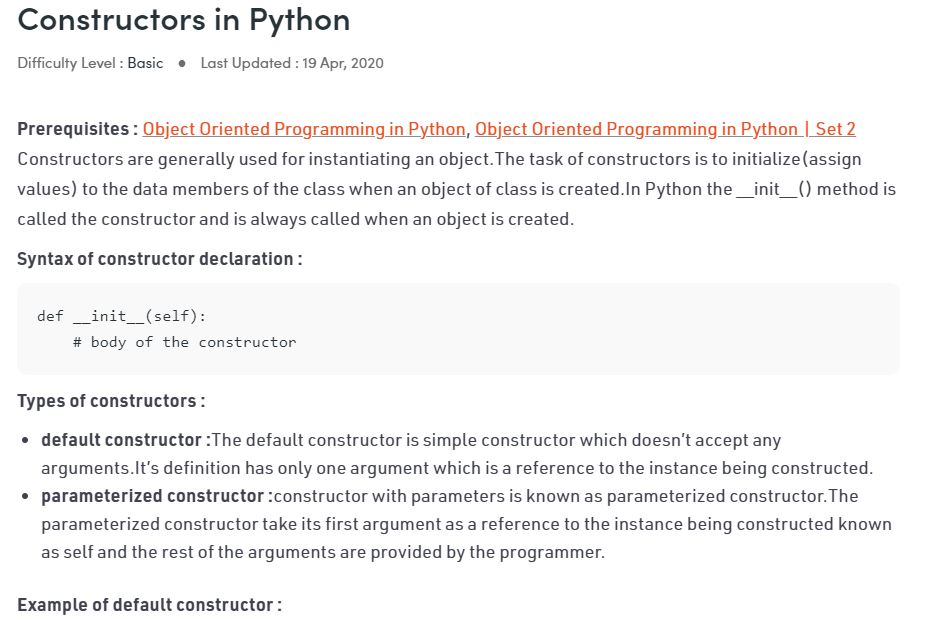 Constructors in Python
Difficulty Level : Basic ● Last Updated : 19 Apr, 2020
Prerequisites : Object Oriented Programming in Python, Object Oriented Programming in Python | Set 2
Constructors are generally used for instantiating an object.The task of constructors is to initialize(assign
values) to the data members of the class when an object of class is created.In Python the __init__() method is
called the constructor and is always called when an object is created.
Syntax of constructor declaration :
def __init__(self):
    # body of the constructor
Types of constructors :
• default constructor :The default constructor is simple constructor which doesn’t accept any
arguments.It’s definition has only one argument which is a reference to the instance being constructed.
• parameterized constructor :constructor with parameters is known as parameterized constructor.The
parameterized constructor take its first argument as a reference to the instance being constructed known
as self and the rest of the arguments are provided by the programmer.
Example of default constructor :